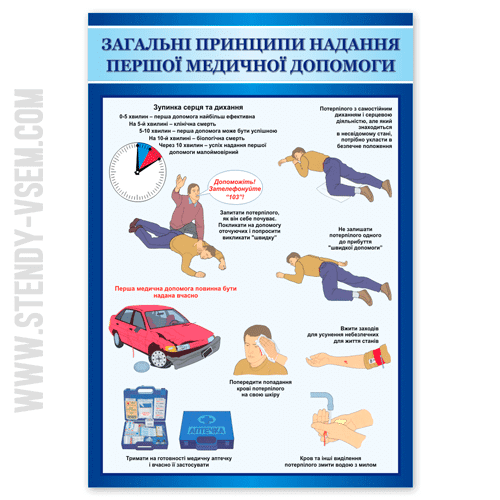 WWW.STENDY-VSEM.COM
ЗАГАЛЬНІ ПРИНЦИПИ НАДАННЯ
ПЕРШОЇ МЕДИЧНОЇ ДОПОМОГИ
Зупинка серця та дихання
0-5 хвилин – перша допомога найбільш ефективна
На 5-й хвилині – клінічна смерть
5-10 хвилин – перша допомога може бути успішною
На 10-й хвилині – біологічна смерть
Через 10 хвилин – успіх надання першої
допомоги малоймовірний
Потерпілого з самостійним
диханням і серцевою
діяльністю, але який
знаходиться
в несвідомому стані,
потрібно укласти в
безпечне положення
Допоможіть!
Зателефонуйте
"103"!
Запитати потерпілого,
як він себе почуває.
Покликати на допомогу
оточуючих і попросити
викликати "швидку"
Не залишати
потерпілого одного
до прибуття
"швидкої допомоги"
Перша медична допомога повинна бути
надана вчасно
Вжити заходів
для усунення небезпечних
для життя станів
Попередити попадання
крові потерпілого
на свою шкіру
АПТЕЧКА
Тримати на готовності медичну аптечку
і вчасно її застосувати
Кров та інші виділення
потерпілого змити водою з милом